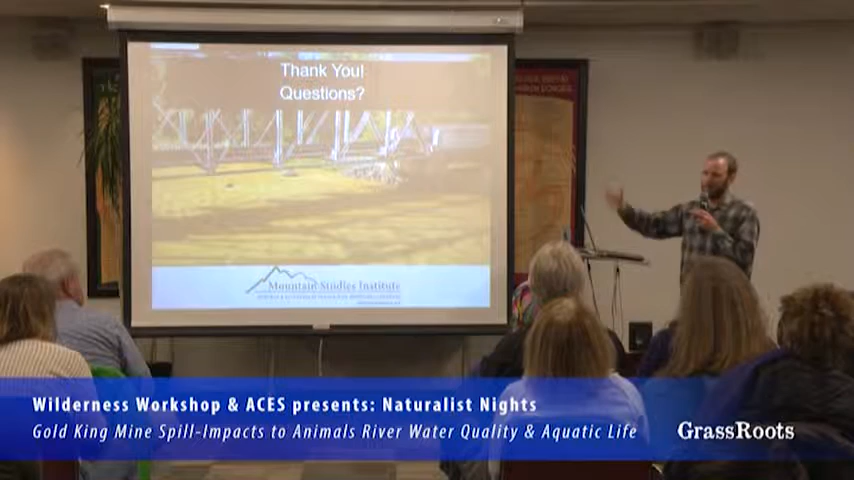 Thank You!
Questions?
Mountain Studies Institute
Wilderness Workshop & ACES presents: Naturalist Nights
Gold King Mine Spill-Impacts to Animals River Water Quality & Aquatic Life
GrassRoots